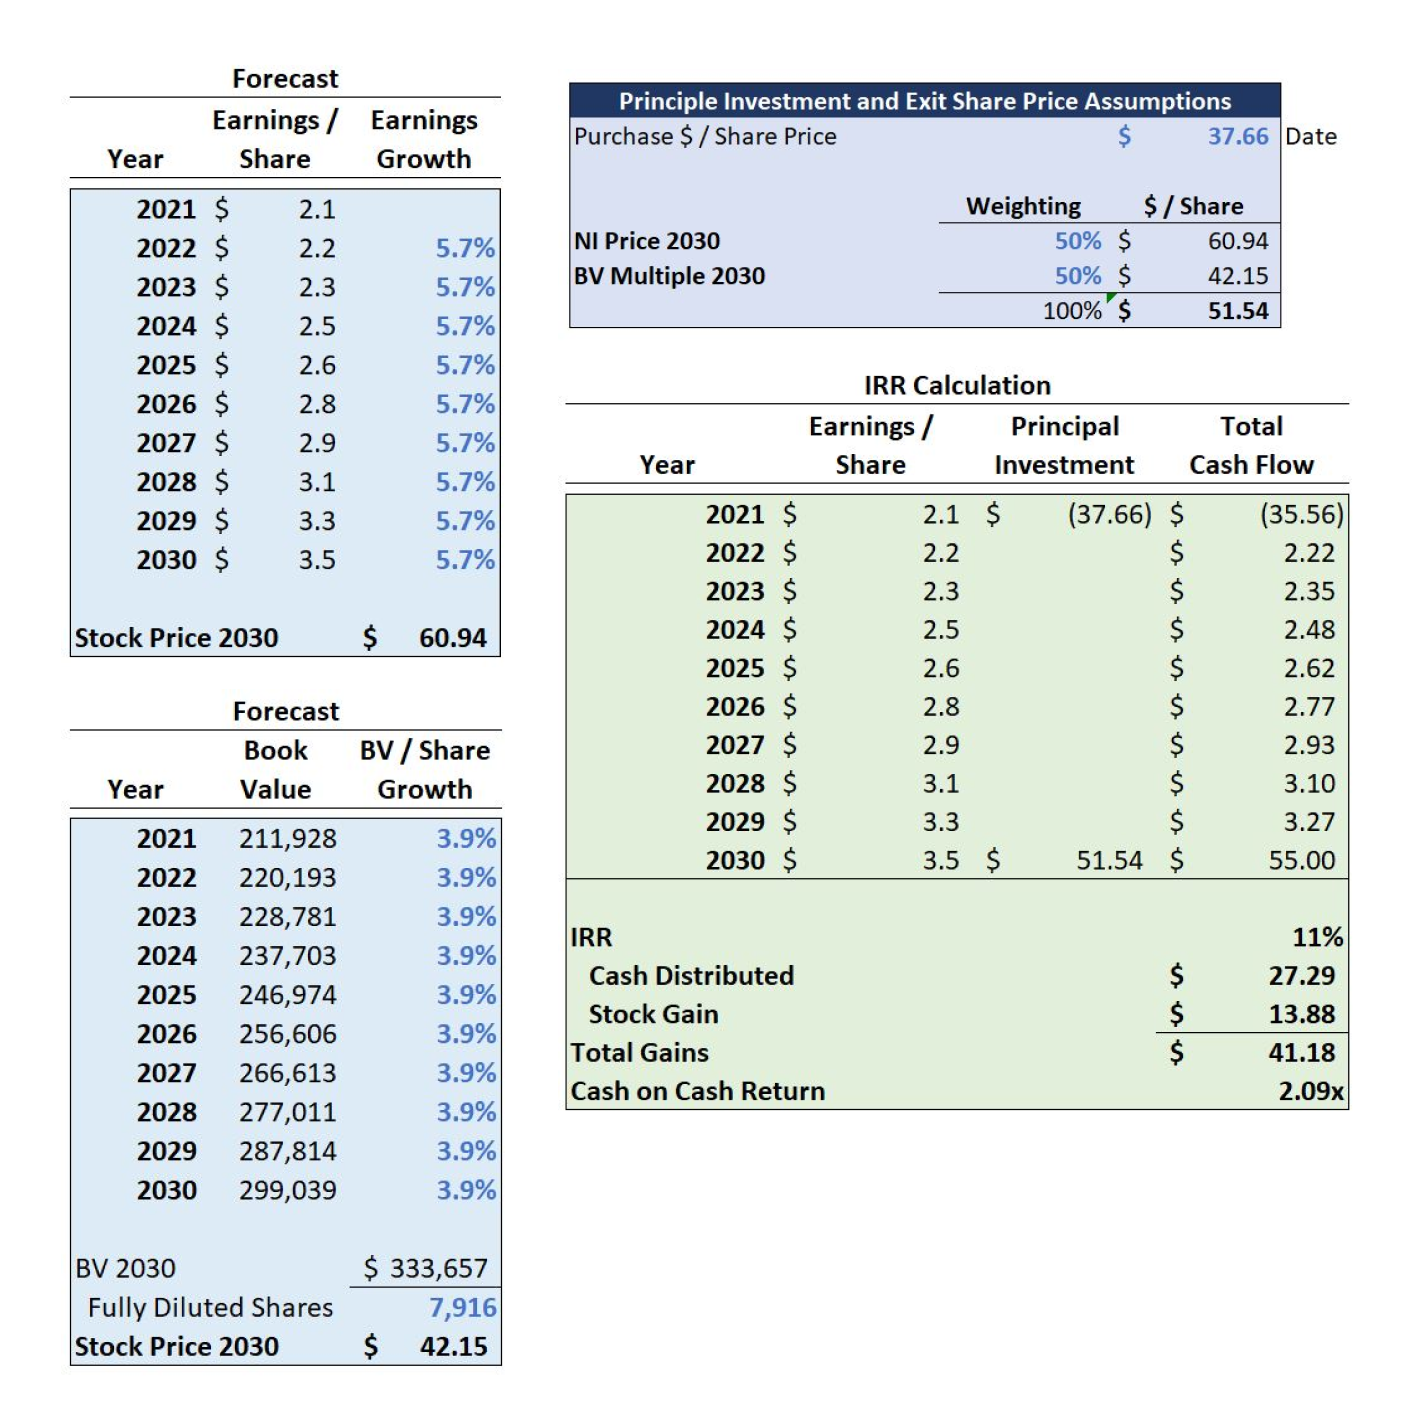 Forecast
Year Earnings / Share Earnings Growth
2021 $ 2.1
2022 $ 2.2 5.7%
2023 $ 2.3 5.7%
2024 $ 2.5 5.7%
2025 $ 2.6 5.7%
2026 $ 2.8 5.7%
2027 $ 2.9 5.7%
2028 $ 3.1 5.7%
2029 $ 3.3 5.7%
2030 $ 3.5 5.7%
Stock Price 2030 $ 60.94
Forecast
Year Book Value BV / Share Growth
2021 211,928 3.9%
2022 220,193 3.9%
2023 228,781 3.9%
2024 237,703 3.9%
2025 246,974 3.9%
2026 256,606 3.9%
2027 266,613 3.9%
2028 277,011 3.9%
2029 287,814 3.9%
2030 299,039 3.9%
BV 2030 $ 333,657
Fully Diluted Shares 7,916
Stock Price 2030 $ 42.15
Principle Investment and Exit Share Price Assumptions
Purchase $ / Share Price $ 37.66 Date
Weighting $ / Share
NI Price 2030 50% $ 60.94
BV Multiple 2030 50% $ 42.15
100% $ 51.54
IRR Calculation
Year Earnings / Share Principal Investment Total Cash Flow
2021 $ 2.1 $ (37.66) $ (35.56)
2022 $ 2.2 $ 2.22
2023 $ 2.3 $ 2.35
2024 $ 2.5 $ 2.48
2025 $ 2.6 $ 2.62
2026 $ 2.8 $ 2.77
2027 $ 2.9 $ 2.93
2028 $ 3.1 $ 3.10
2029 $ 3.3 $ 3.27
2030 $ 3.5 $ 51.54 $ 55.00
IRR 11%
Cash Distributed $ 27.29
Stock Gain $ 13.88
Total Gains $ 41.18
Cash on Cash Return 2.09x